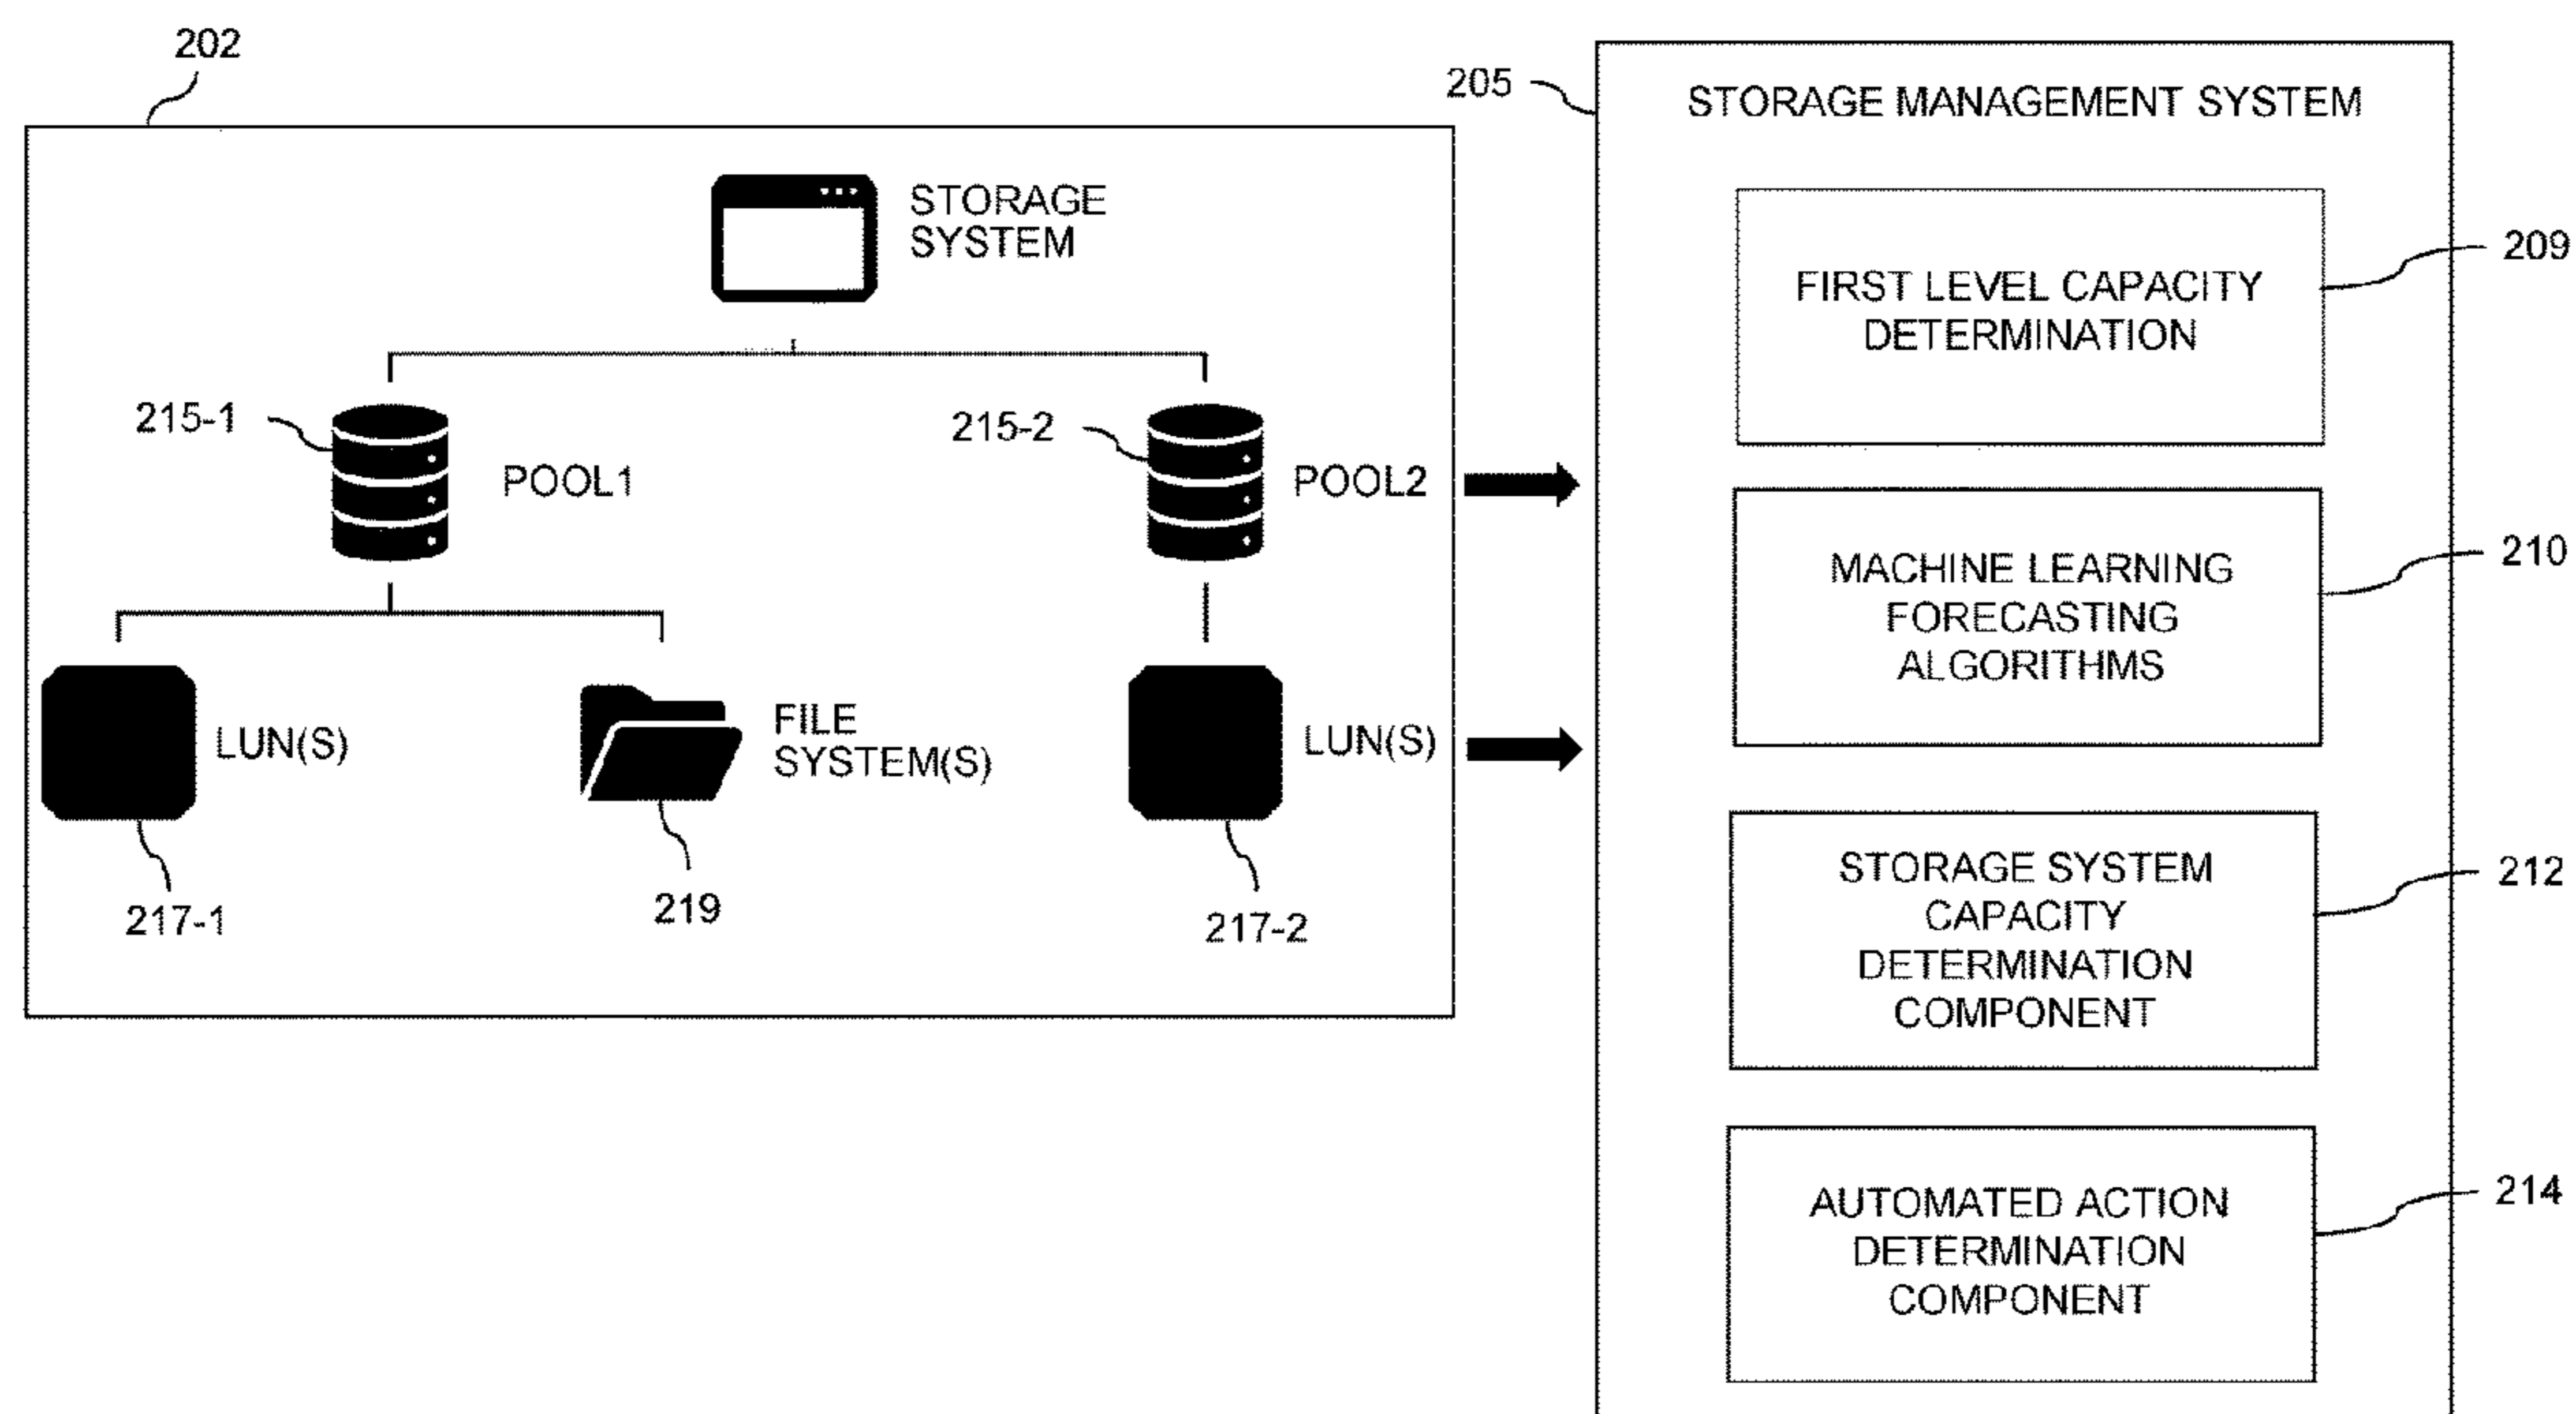 202
STORAGE
SYSTEM
215-1
POOL1
215-2
POOL2
LUN(S)
217-1
FILE
SYSTEM(S)
219
LUN(S)
217-2
205
STORAGE MANAGEMENT SYSTEM
FIRST LEVEL CAPACITY
DETERMINATION
209
MACHINE LEARNING
FORECASTING
ALGORITHMS
210
STORAGE SYSTEM
CAPACITY
DETERMINATION
COMPONENT
212
AUTOMATED ACTION
DETERMINATION
COMPONENT
214